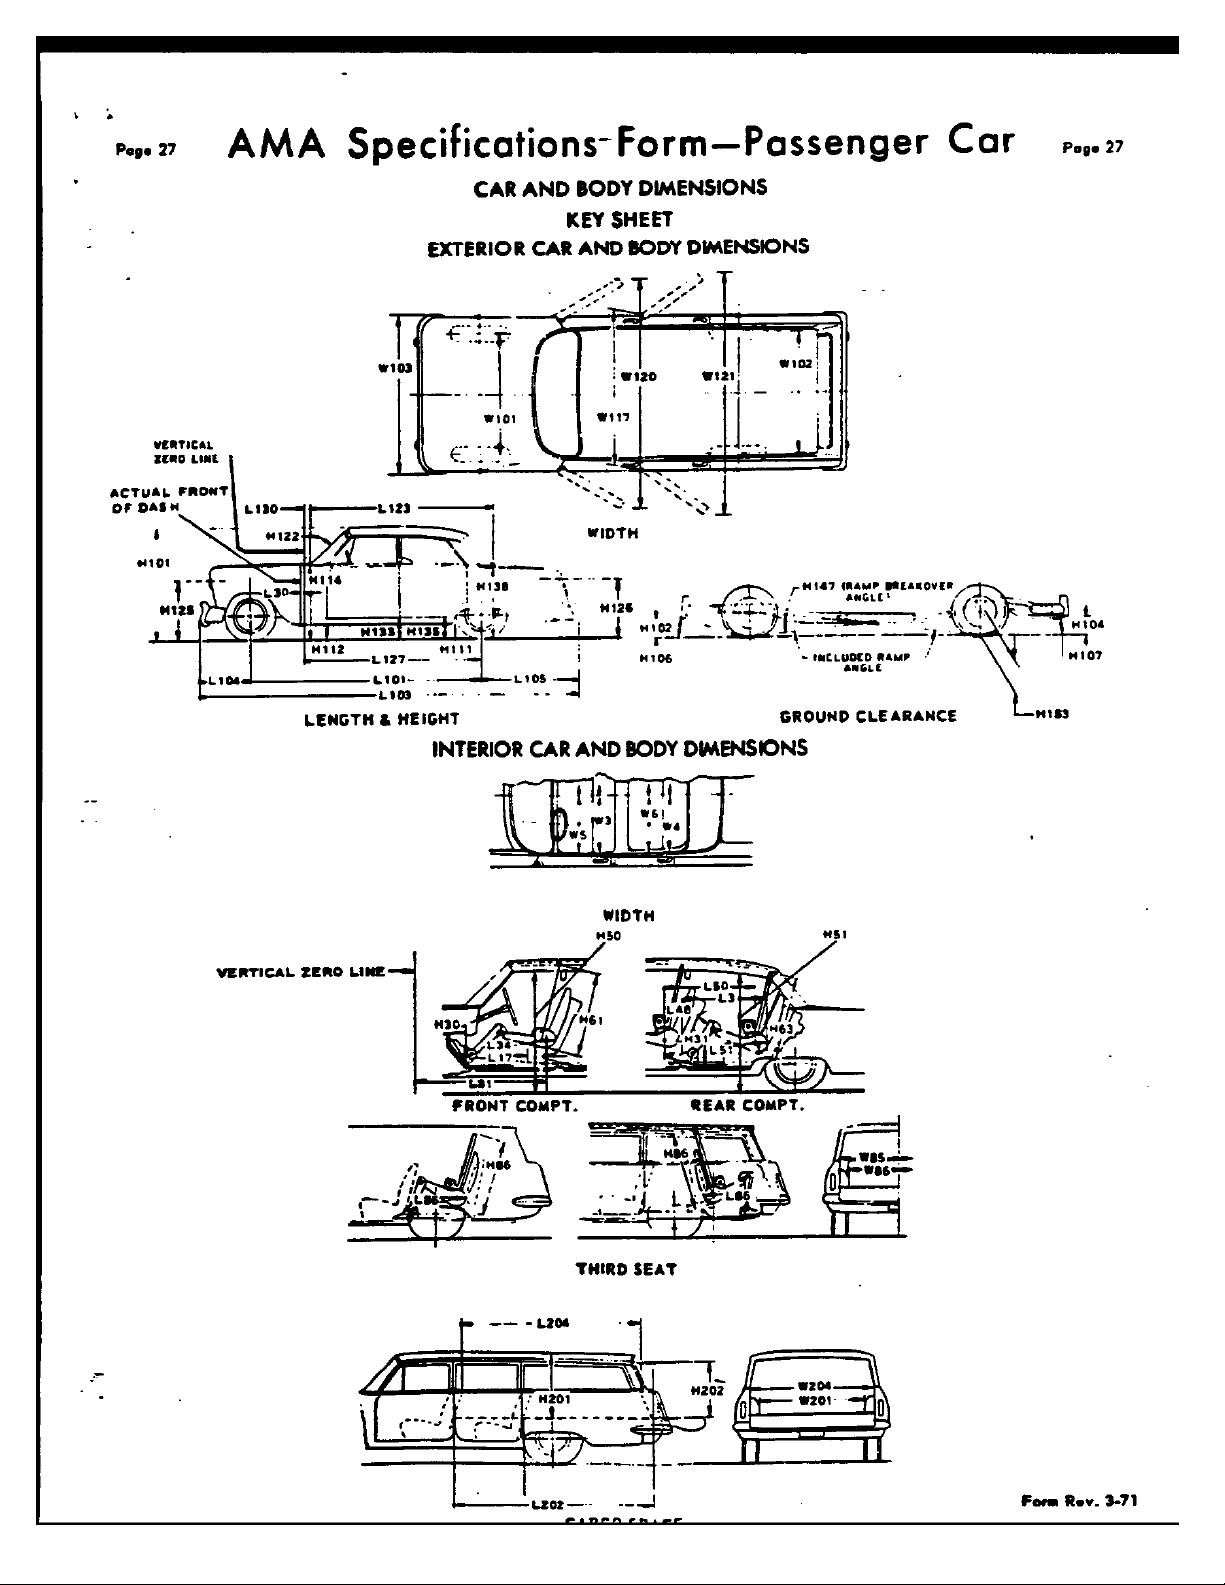 Page 27 AMA Specifications-Form—Passenger Car Page 27
CAR AND BODY DIMENSIONS
KEY SHEET
EXTERIOR CAR AND BODY DIMENSIONS
W103
W101
W117
W120
W121
W102
WIDTH
VERTICAL
ZERO LINE
ACTUAL FRONT
OF DASH
L130
L123
H122
H101
H114
L30
H138
H125
H126
H133
H135
H112
H111
L127
L104
L101
L105
L103
LENGTH & HEIGHT
H147 (RAMP BREAKOVER
ANGLE)
H102
H104
H106
INCLUDED RAMP
ANGLE
H107
H153
GROUND CLEARANCE
INTERIOR CAR AND BODY DIMENSIONS
W5
W3
W6
W4
WIDTH
H50
H51
VERTICAL ZERO LINE
H30
L34
L17
H61
L31
L50
L3
L48
H31
L51
H63
FRONT COMPT.
REAR COMPT.
H86
L86
H86
L86
W85
W86
THIRD SEAT
L204
H201
H202
W204
W201
L202
CARGO SPACE
Form Rev. 3-71